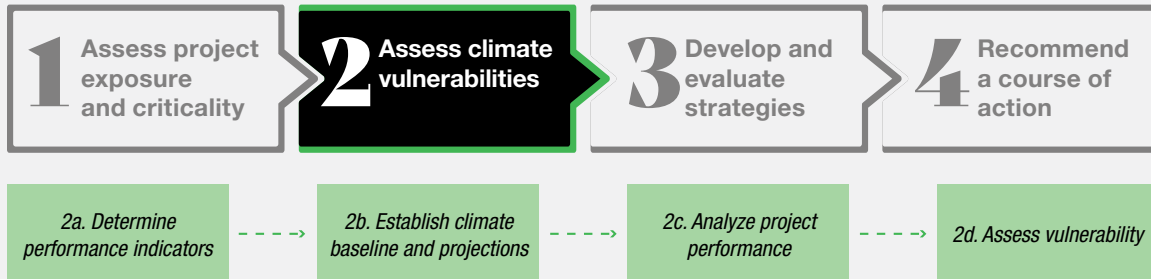 1 Assess project
exposure
and criticality
2 Assess climate
vulnerabilities
3 Develop and
evaluate
strategies
4 Recommend
a course of
action
2a. Determine
performance indicators
2b. Establish climate
baseline and projections
2c. Analyze project
performance
2d. Assess vulnerability